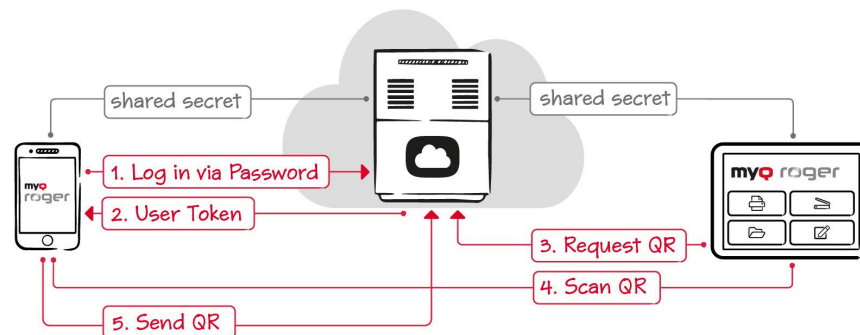 shared secret
shared secret
1. Log in via Password
myQ
roger
myQ roger
2. User Token
3. Request QR
4. Scan QR
5. Send QR